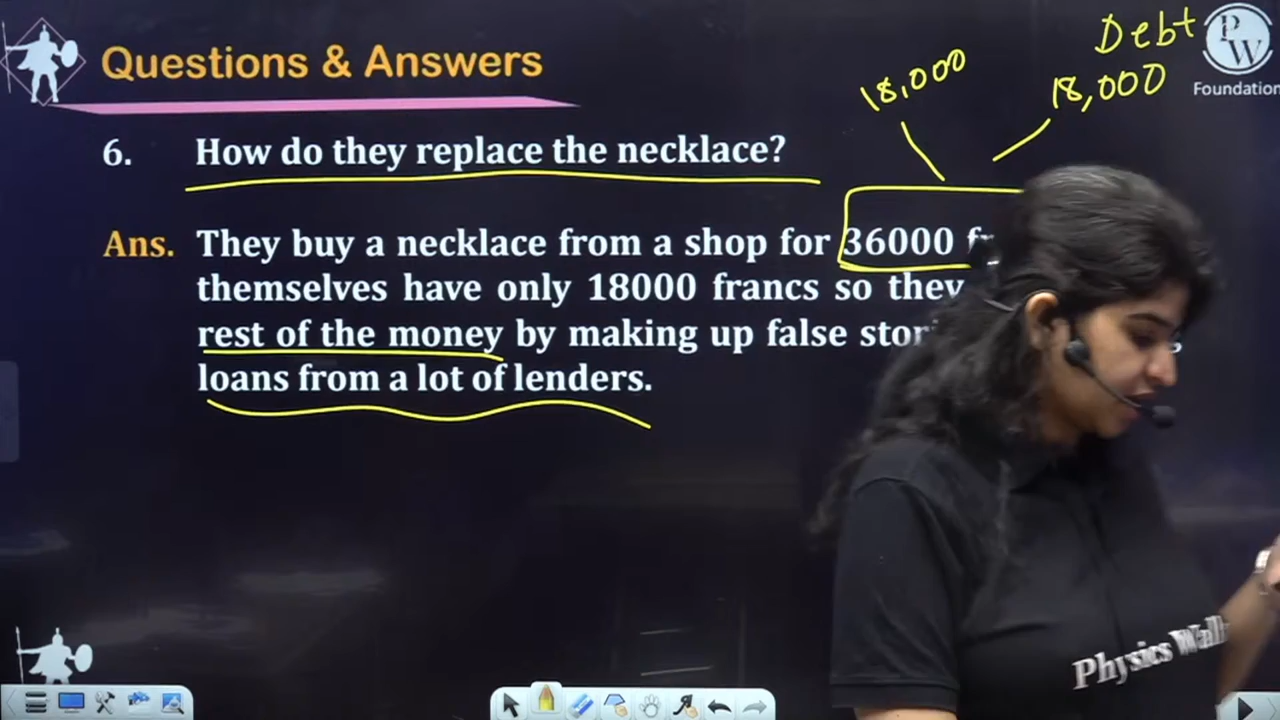 Debt
18,000
18,000
PW
Foundation
Questions & Answers
6. How do they replace the necklace?
Ans. They buy a necklace from a shop for 36000
themselves have only 18000 francs so they
rest of the money by making up false
loans from a lot of lenders.
Physics